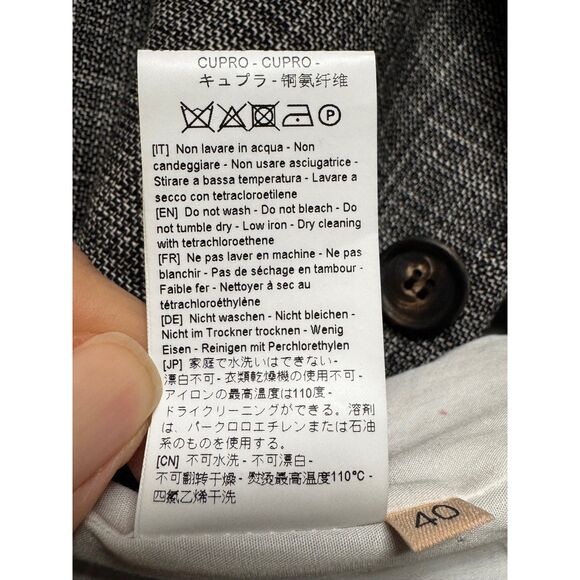 CUPRO - CUPRO -
キュプラ - 铜氨纤维
P
[IT] Non lavare in acqua - Non
candeggiare - Non usare asciugatrice -
Stirare a bassa temperatura - Lavare a
secco con tetracloroetilene
[EN] Do not wash - Do not bleach - Do
not tumble dry - Low iron - Dry cleaning
with tetrachloroethene
[FR] Ne pas laver en machine - Ne pas
blanchir - Pas de séchage en tambour -
Faible fer - Nettoyer à sec au
tétrachloroéthylène
[DE] Nicht waschen - Nicht bleichen -
Nicht im Trockner trocknen - Wenig
Eisen - Reinigen mit Perchlorethylen
[JP] 家庭で水洗いはできない -
漂白不可 - 衣類乾燥機の使用不可 -
アイロンの最高温度は110度 -
ドライクリーニングができる。溶剤
は、パークロロエチレンまたは石油
系のものを使用する。
[CN] 不可水洗 - 不可漂白 -
不可翻转干燥 - 熨烫最高温度110ºC -
四氯乙烯干洗
40